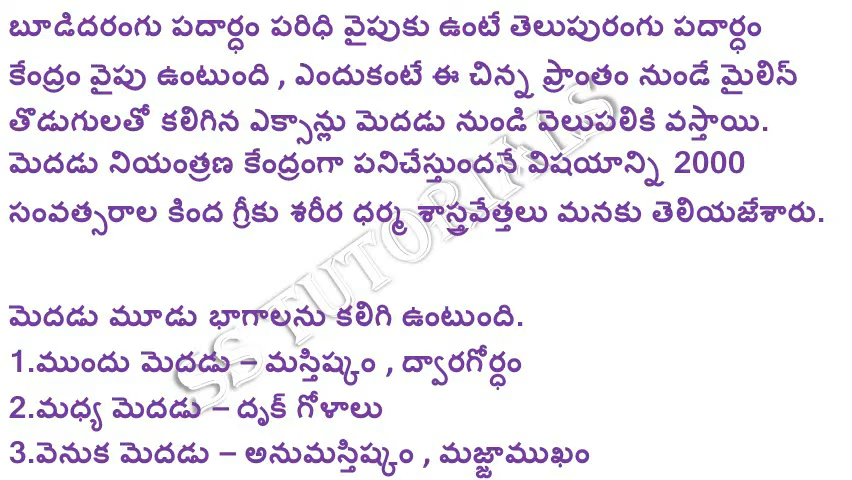 బూడిదరంగు పదార్ధం పరిధి వైపుకు ఉంటే తెలుపురంగు పదార్ధం
కేంద్రం వైపు ఉంటుంది , ఎందుకంటే ఈ చిన్న ప్రాంతం నుండే మైలిన్
తొడుగులతో కలిగిన ఎక్సాన్లు మెదడు నుండి వెలుపలికి వస్తాయి.
మెదడు నియంత్రణ కేంద్రంగా పనిచేస్తుందనే విషయాన్ని 2000
సంవత్సరాల కింద గ్రీకు శరీర ధర్మ శాస్త్రవేత్తలు మనకు తెలియజేశారు.
మెదడు మూడు భాగాలను కలిగి ఉంటుంది.
1.ముందు మెదడు – మస్తిష్కం , ద్వారగోర్ధం
2.మధ్య మెదడు – దృక్ గోళాలు
3.వెనుక మెదడు – అనుమస్తిష్కం , మజ్జాముఖం
SS TUTORIALS